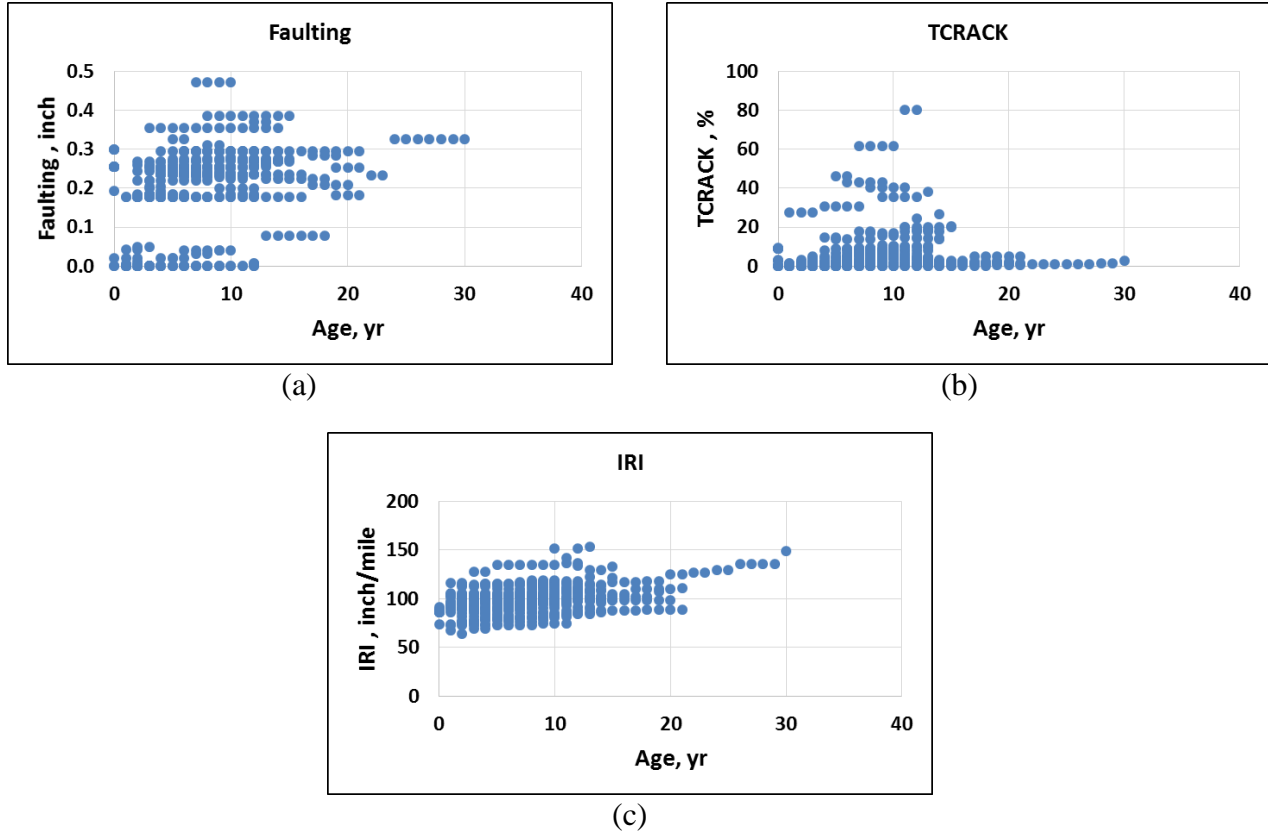 Faulting
0.5
0.4
0.3
0.2
0.1
0.0
Faulting , inch
0 10 20 30 40
Age, yr
(a)
TCRACK
100
80
60
40
20
0
TCRACK , %
0 10 20 30 40
Age, yr
(b)
IRI
200
150
100
50
0
IRI , inch/mile
0 10 20 30 40
Age, yr
(c)